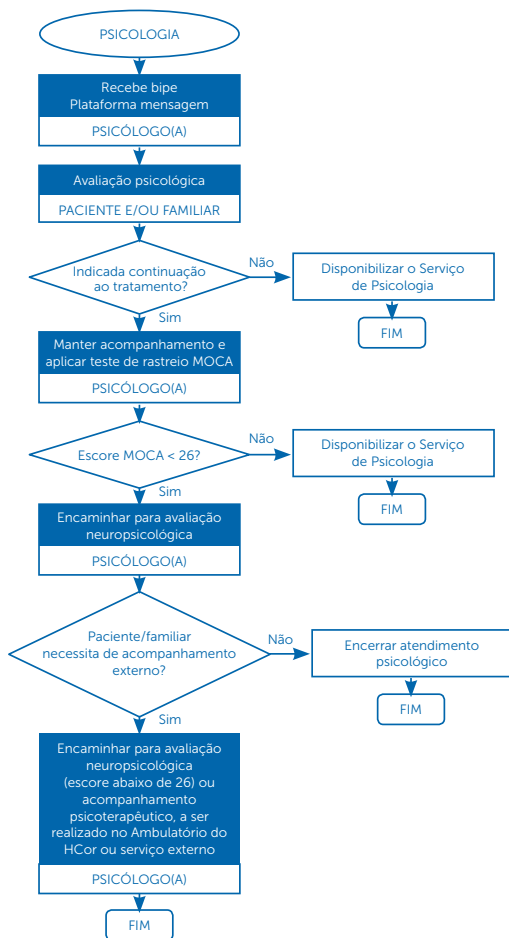 PSICOLOGIA
Recebe bipe
Plataforma mensagem
PSICÓLOGO(A)
Avaliação psicológica
PACIENTE E/OU FAMILIAR
Indicada continuação
ao tratamento?
Não
Disponibilizar o Serviço
de Psicologia
FIM
Sim
Manter acompanhamento e
aplicar teste de rastreio MOCA
PSICÓLOGO(A)
Escore MOCA < 26?
Não
Disponibilizar o Serviço
de Psicologia
FIM
Sim
Encaminhar para avaliação
neuropsicológica
PSICÓLOGO(A)
Paciente/familiar
necessita de acompanhamento
externo?
Não
Encerrar atendimento
psicológico
FIM
Sim
Encaminhar para avaliação
neuropsicológica
(escore abaixo de 26) ou
acompanhamento
psicoterapêutico, a ser
realizado no Ambulatório do
HCor ou serviço externo
PSICÓLOGO(A)
FIM